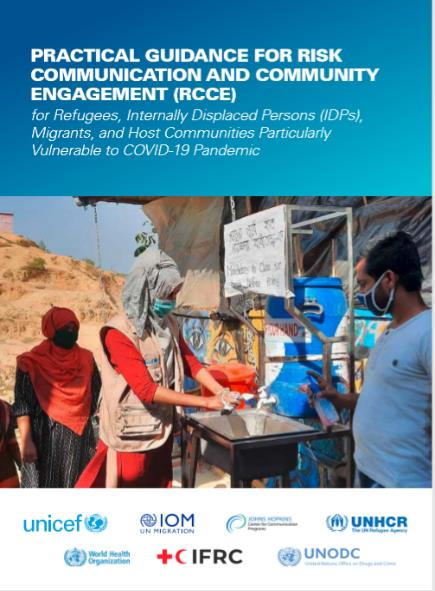 PRACTICAL GUIDANCE FOR RISK
COMMUNICATION AND COMMUNITY
ENGAGEMENT (RCCE)
for Refugees, Internally Displaced Persons (IDPs),
Migrants, and Host Communities Particularly
Vulnerable to COVID-19 Pandemic
unicef
IOM
UN MIGRATION
JOHNS HOPKINS
Center for Communication
Programs
UNHCR
The UN Refugee Agency
World Health
Organization
IFRC
UNODC
United Nations Office on Drugs and Crime